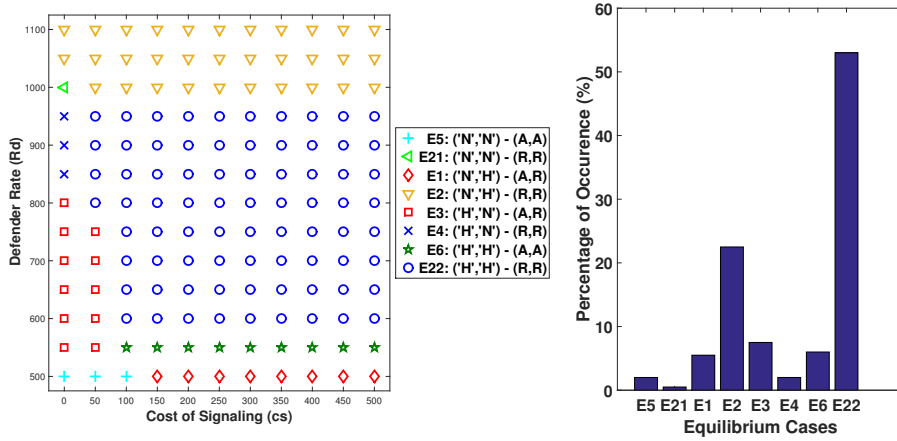 1100
1000
900
800
700
600
500
0 50 100 150 200 250 300 350 400 450 500
Cost of Signaling (cs)
Defender Rate (Rd)
E5: ('N','N') - (A,A)
E21: ('N','N') - (R,R)
E1: ('N','H') - (A,R)
E2: ('N','H') - (R,R)
E3: ('H','N') - (A,R)
E4: ('H','N') - (R,R)
E6: ('H','H') - (A,A)
E22: ('H','H') - (R,R)
60
50
40
30
20
10
0
E5 E21 E1 E2 E3 E4 E6 E22
Equilibrium Cases
Percentage of Occurence (%)